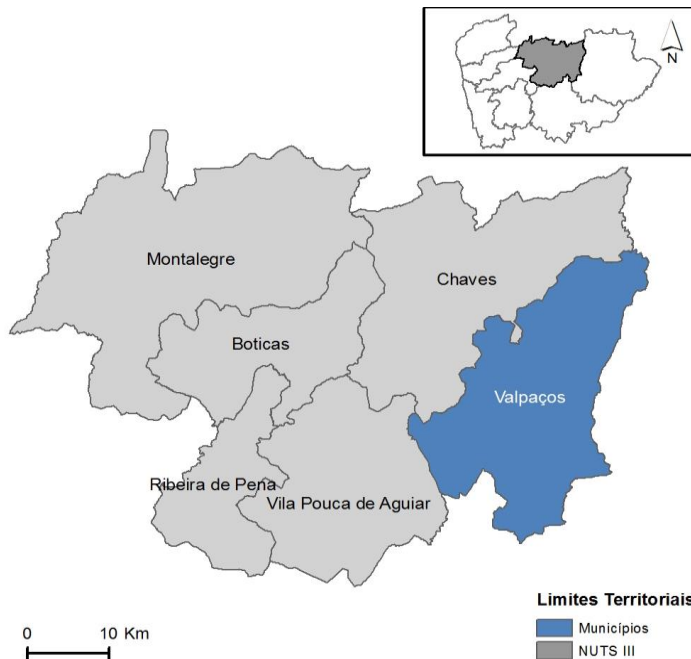 N
Montalegre
Chaves
Boticas
Valpaços
Ribeira de Pena
Vila Pouca de Aguiar
Limites Territoriais
Municípios
NUTS III
0 10 Km